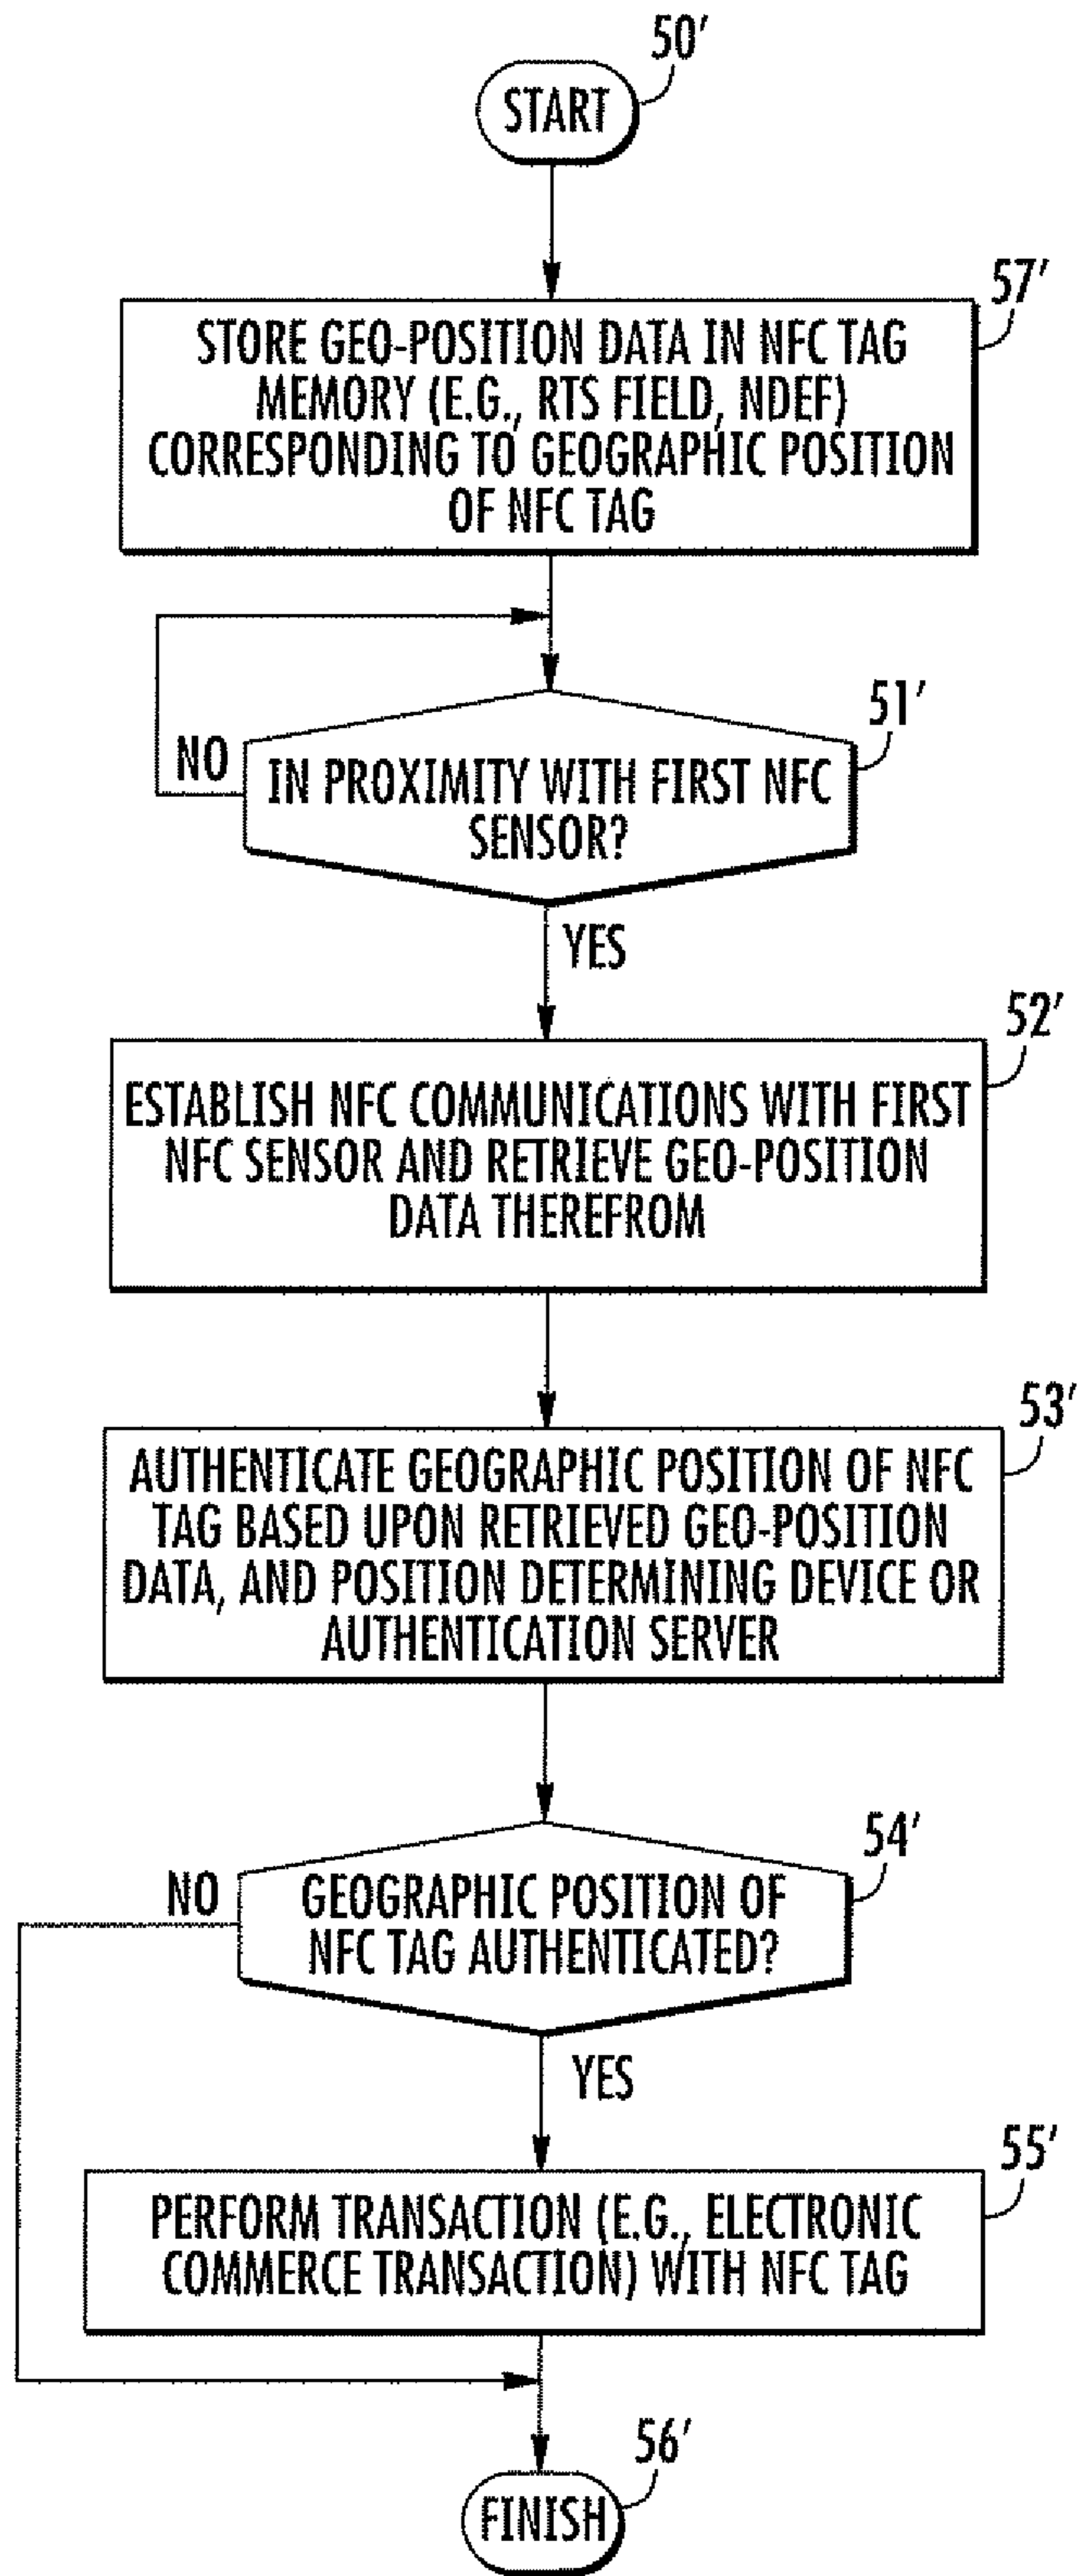 50'
START
57'
STORE GEO-POSITION DATA IN NFC TAG
MEMORY (E.G., RTS FIELD, NDEF)
CORRESPONDING TO GEOGRAPHIC POSITION
OF NFC TAG
51'
NO
IN PROXIMITY WITH FIRST NFC
SENSOR?
YES
52'
ESTABLISH NFC COMMUNICATIONS WITH FIRST
NFC SENSOR AND RETRIEVE GEO-POSITION
DATA THEREFROM
53'
AUTHENTICATE GEOGRAPHIC POSITION OF NFC
TAG BASED UPON RETRIEVED GEO-POSITION
DATA, AND POSITION DETERMINING DEVICE OR
AUTHENTICATION SERVER
54'
NO
GEOGRAPHIC POSITION OF
NFC TAG AUTHENTICATED?
YES
55'
PERFORM TRANSACTION (E.G., ELECTRONIC
COMMERCE TRANSACTION) WITH NFC TAG
56'
FINISH